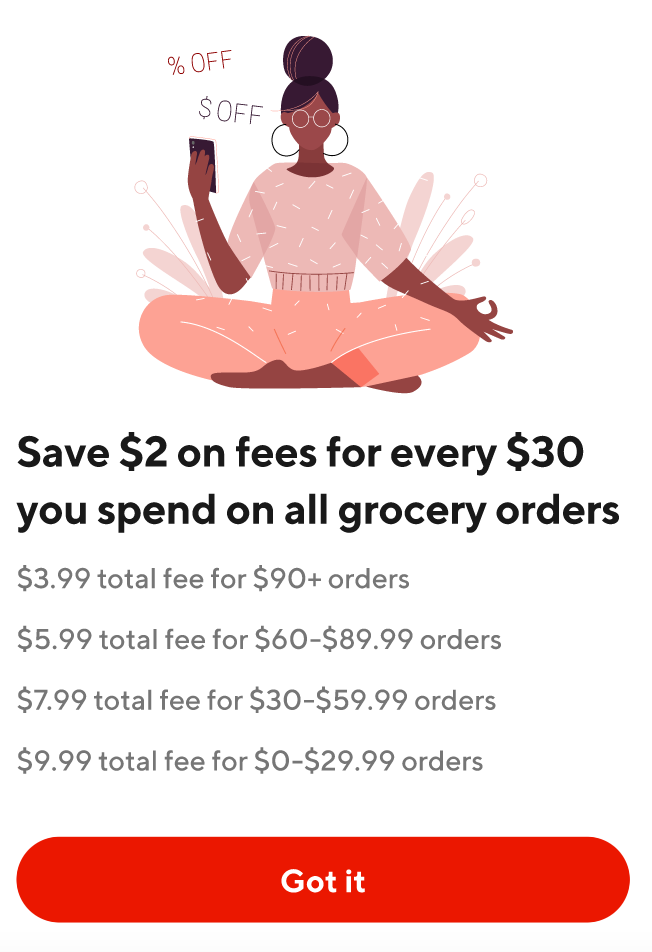 % OFF
$ OFF
Save $2 on fees for every $30
you spend on all grocery orders
$3.99 total fee for $90+ orders
$5.99 total fee for $60–$89.99 orders
$7.99 total fee for $30–$59.99 orders
$9.99 total fee for $0–$29.99 orders
Got it